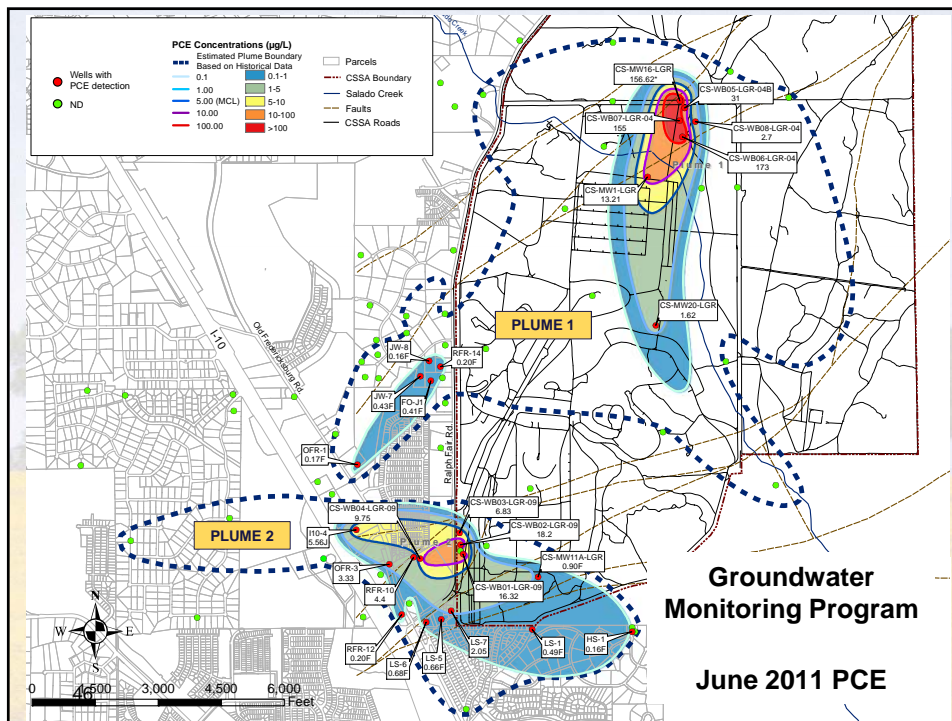 PCE Concentrations (µg/L)
Estimated Plume Boundary
Based on Historical Data
Wells with
PCE detection
ND
0.1
1.00
5.00 (MCL)
10.00
100.00
0.1-1
1-5
5-10
10-100
>100
Parcels
CSSA Boundary
Salado Creek
Faults
CSSA Roads
CS-MW16-LGR
156.62*
CS-WB05-LGR-04B
31
CS-WB07-LGR-04
155
CS-WB08-LGR-04
2.7
CS-WB06-LGR-04
173
Plume 1
CS-MW1-LGR
13.21
CS-MW20-LGR
1.62
PLUME 1
I-10
Old Fredericksburg Rd.
Ralph Fair Rd.
JW-8
0.16F
RFR-14
0.20F
JW-7
0.43F
FO-J1
0.41F
OFR-1
0.17F
CS-WB04-LGR-09
9.75
CS-WB03-LGR-09
6.83
CS-WB02-LGR-09
18.2
PLUME 2
I10-4
5.56J
Plume 2
CS-MW11A-LGR
0.90F
OFR-3
3.33
RFR-10
4.4
CS-WB01-LGR-09
16.32
RFR-12
0.20F
LS-6
0.68F
LS-5
0.66F
LS-7
2.05
LS-1
0.49F
HS-1
0.16F
Groundwater
Monitoring Program
June 2011 PCE
N
W E
S
0 1,500 3,000 4,500 6,000
Feet
46